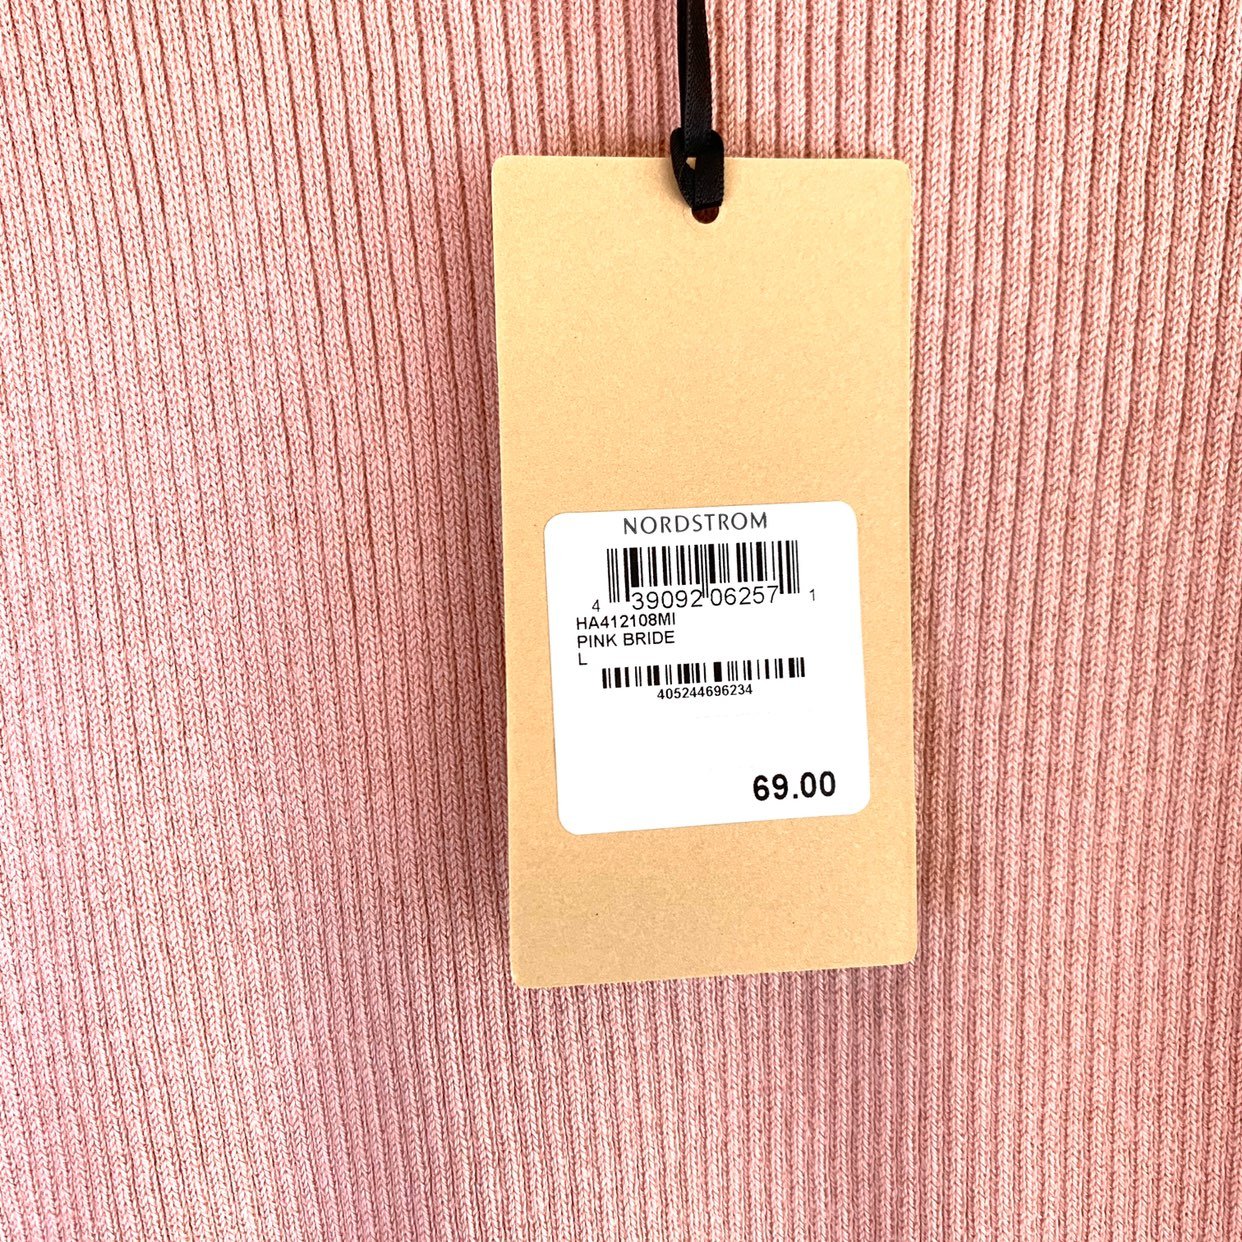 NORDSTROM
4 39092 06257 1
HA412108MI
PINK BRIDE
L
405244696234
69.00